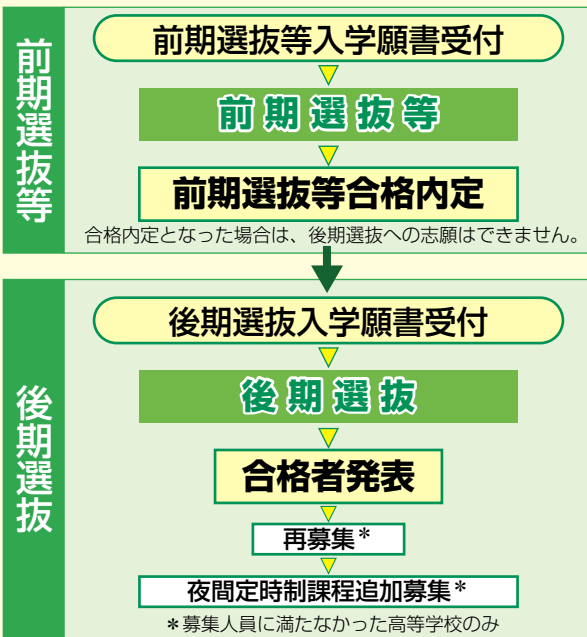 前期選抜等
前期選抜等入学願書受付
前期選抜等
前期選抜等合格内定
合格内定となった場合は、後期選抜への志願はできません。
後期選抜
後期選抜入学願書受付
後期選抜
合格者発表
再募集*
夜間定時制課程追加募集*
*募集人員に満たなかった高等学校のみ